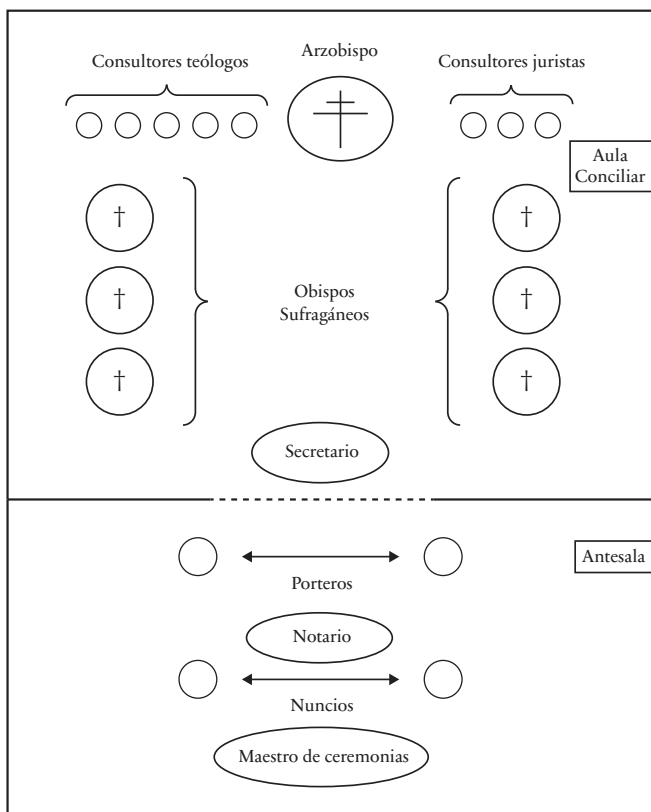 Arzobispo
Consultores teólogos
Consultores juristas
Aula
Conciliar
†
†
†
†
†
†
Obispos
Sufragáneos
Secretario
Antesala
Porteros
Notario
Nuncios
Maestro de ceremonias